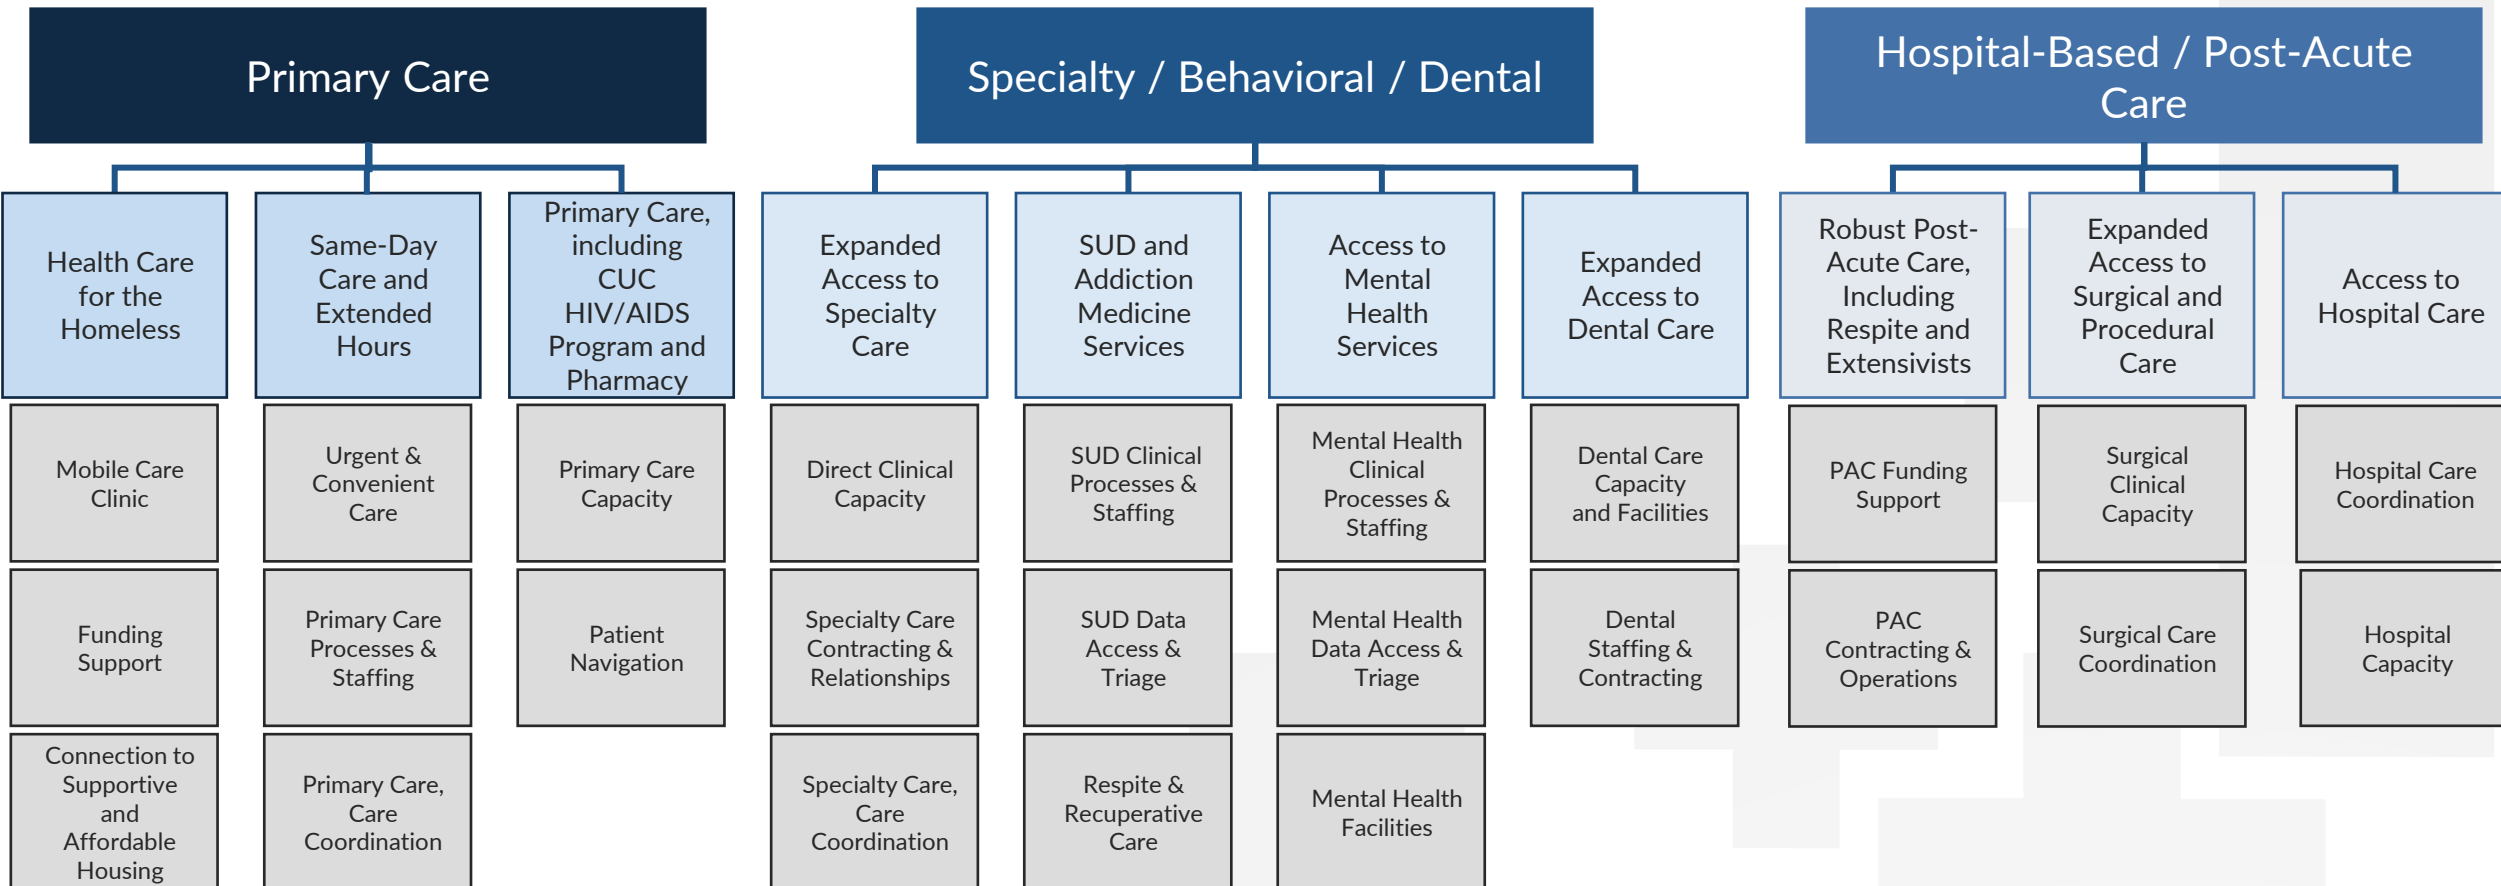 Primary Care
Specialty / Behavioral / Dental
Hospital-Based / Post-Acute
Care
Health Care
for the
Homeless
Same-Day
Care and
Extended
Hours
Primary Care,
including
CUC
HIV/AIDS
Program and
Pharmacy
Expanded
Access to
Specialty
Care
SUD and
Addiction
Medicine
Services
Access to
Mental
Health
Services
Expanded
Access to
Dental Care
Robust Post-
Acute Care,
Including
Respite and
Extensivists
Expanded
Access to
Surgical and
Procedural
Care
Access to
Hospital Care
Mobile Care
Clinic
Urgent &
Convenient
Care
Primary Care
Capacity
Direct Clinical
Capacity
SUD Clinical
Processes &
Staffing
Mental Health
Clinical
Processes &
Staffing
Dental Care
Capacity
and Facilities
PAC Funding
Support
Surgical
Clinical
Capacity
Hospital Care
Coordination
Funding
Support
Primary Care
Processes &
Staffing
Patient
Navigation
Specialty Care
Contracting &
Relationships
SUD Data
Access &
Triage
Mental Health
Data Access &
Triage
Dental
Staffing &
Contracting
PAC
Contracting &
Operations
Surgical Care
Coordination
Hospital
Capacity
Connection to
Supportive
and
Affordable
Housing
Primary Care,
Care
Coordination
Specialty Care,
Care
Coordination
Respite &
Recuperative
Care
Mental Health
Facilities